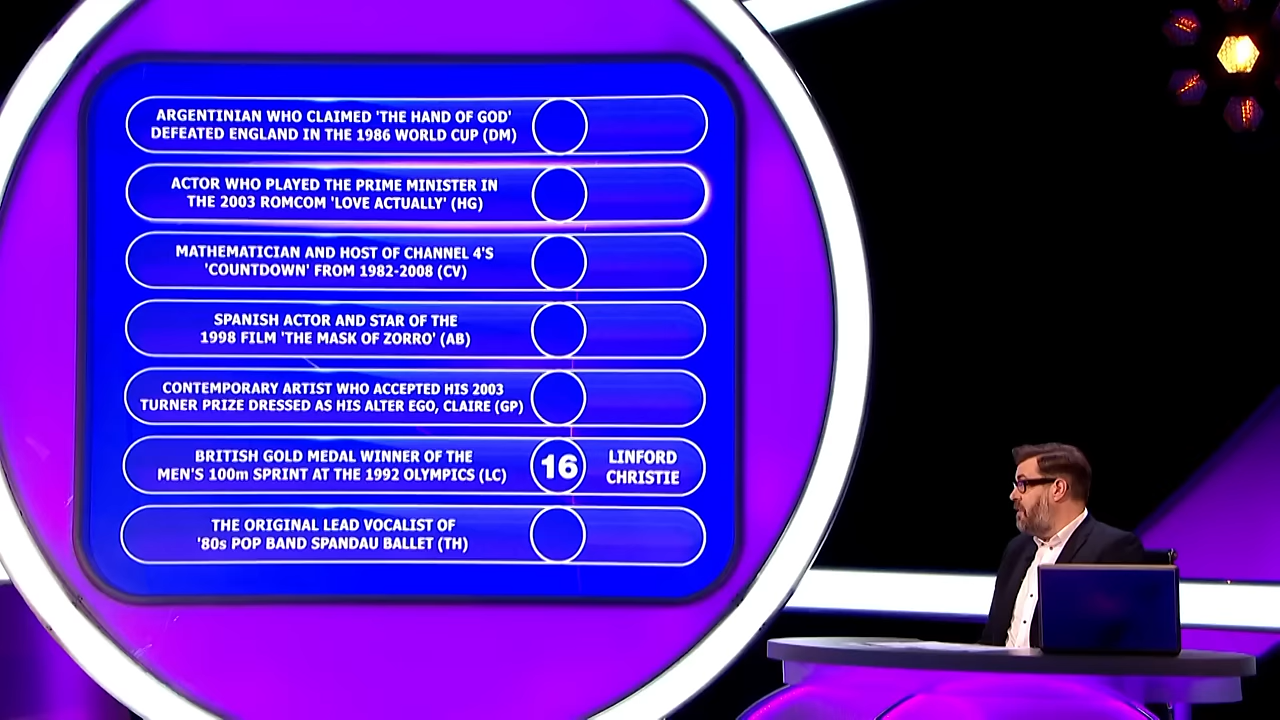 ARGENTINIAN WHO CLAIMED 'THE HAND OF GOD'
DEFEATED ENGLAND IN THE 1986 WORLD CUP (DM)
ACTOR WHO PLAYED THE PRIME MINISTER IN
THE 2003 ROMCOM 'LOVE ACTUALLY' (HG)
MATHEMATICIAN AND HOST OF CHANNEL 4'S
'COUNTDOWN' FROM 1982-2008 (CV)
SPANISH ACTOR AND STAR OF THE
1998 FILM 'THE MASK OF ZORRO' (AB)
CONTEMPORARY ARTIST WHO ACCEPTED HIS 2003
TURNER PRIZE DRESSED AS HIS ALTER EGO, CLAIRE (GP)
BRITISH GOLD MEDAL WINNER OF THE
MEN'S 100m SPRINT AT THE 1992 OLYMPICS (LC)
16
LINFORD
CHRISTIE
THE ORIGINAL LEAD VOCALIST OF
'80s POP BAND SPANDAU BALLET (TH)